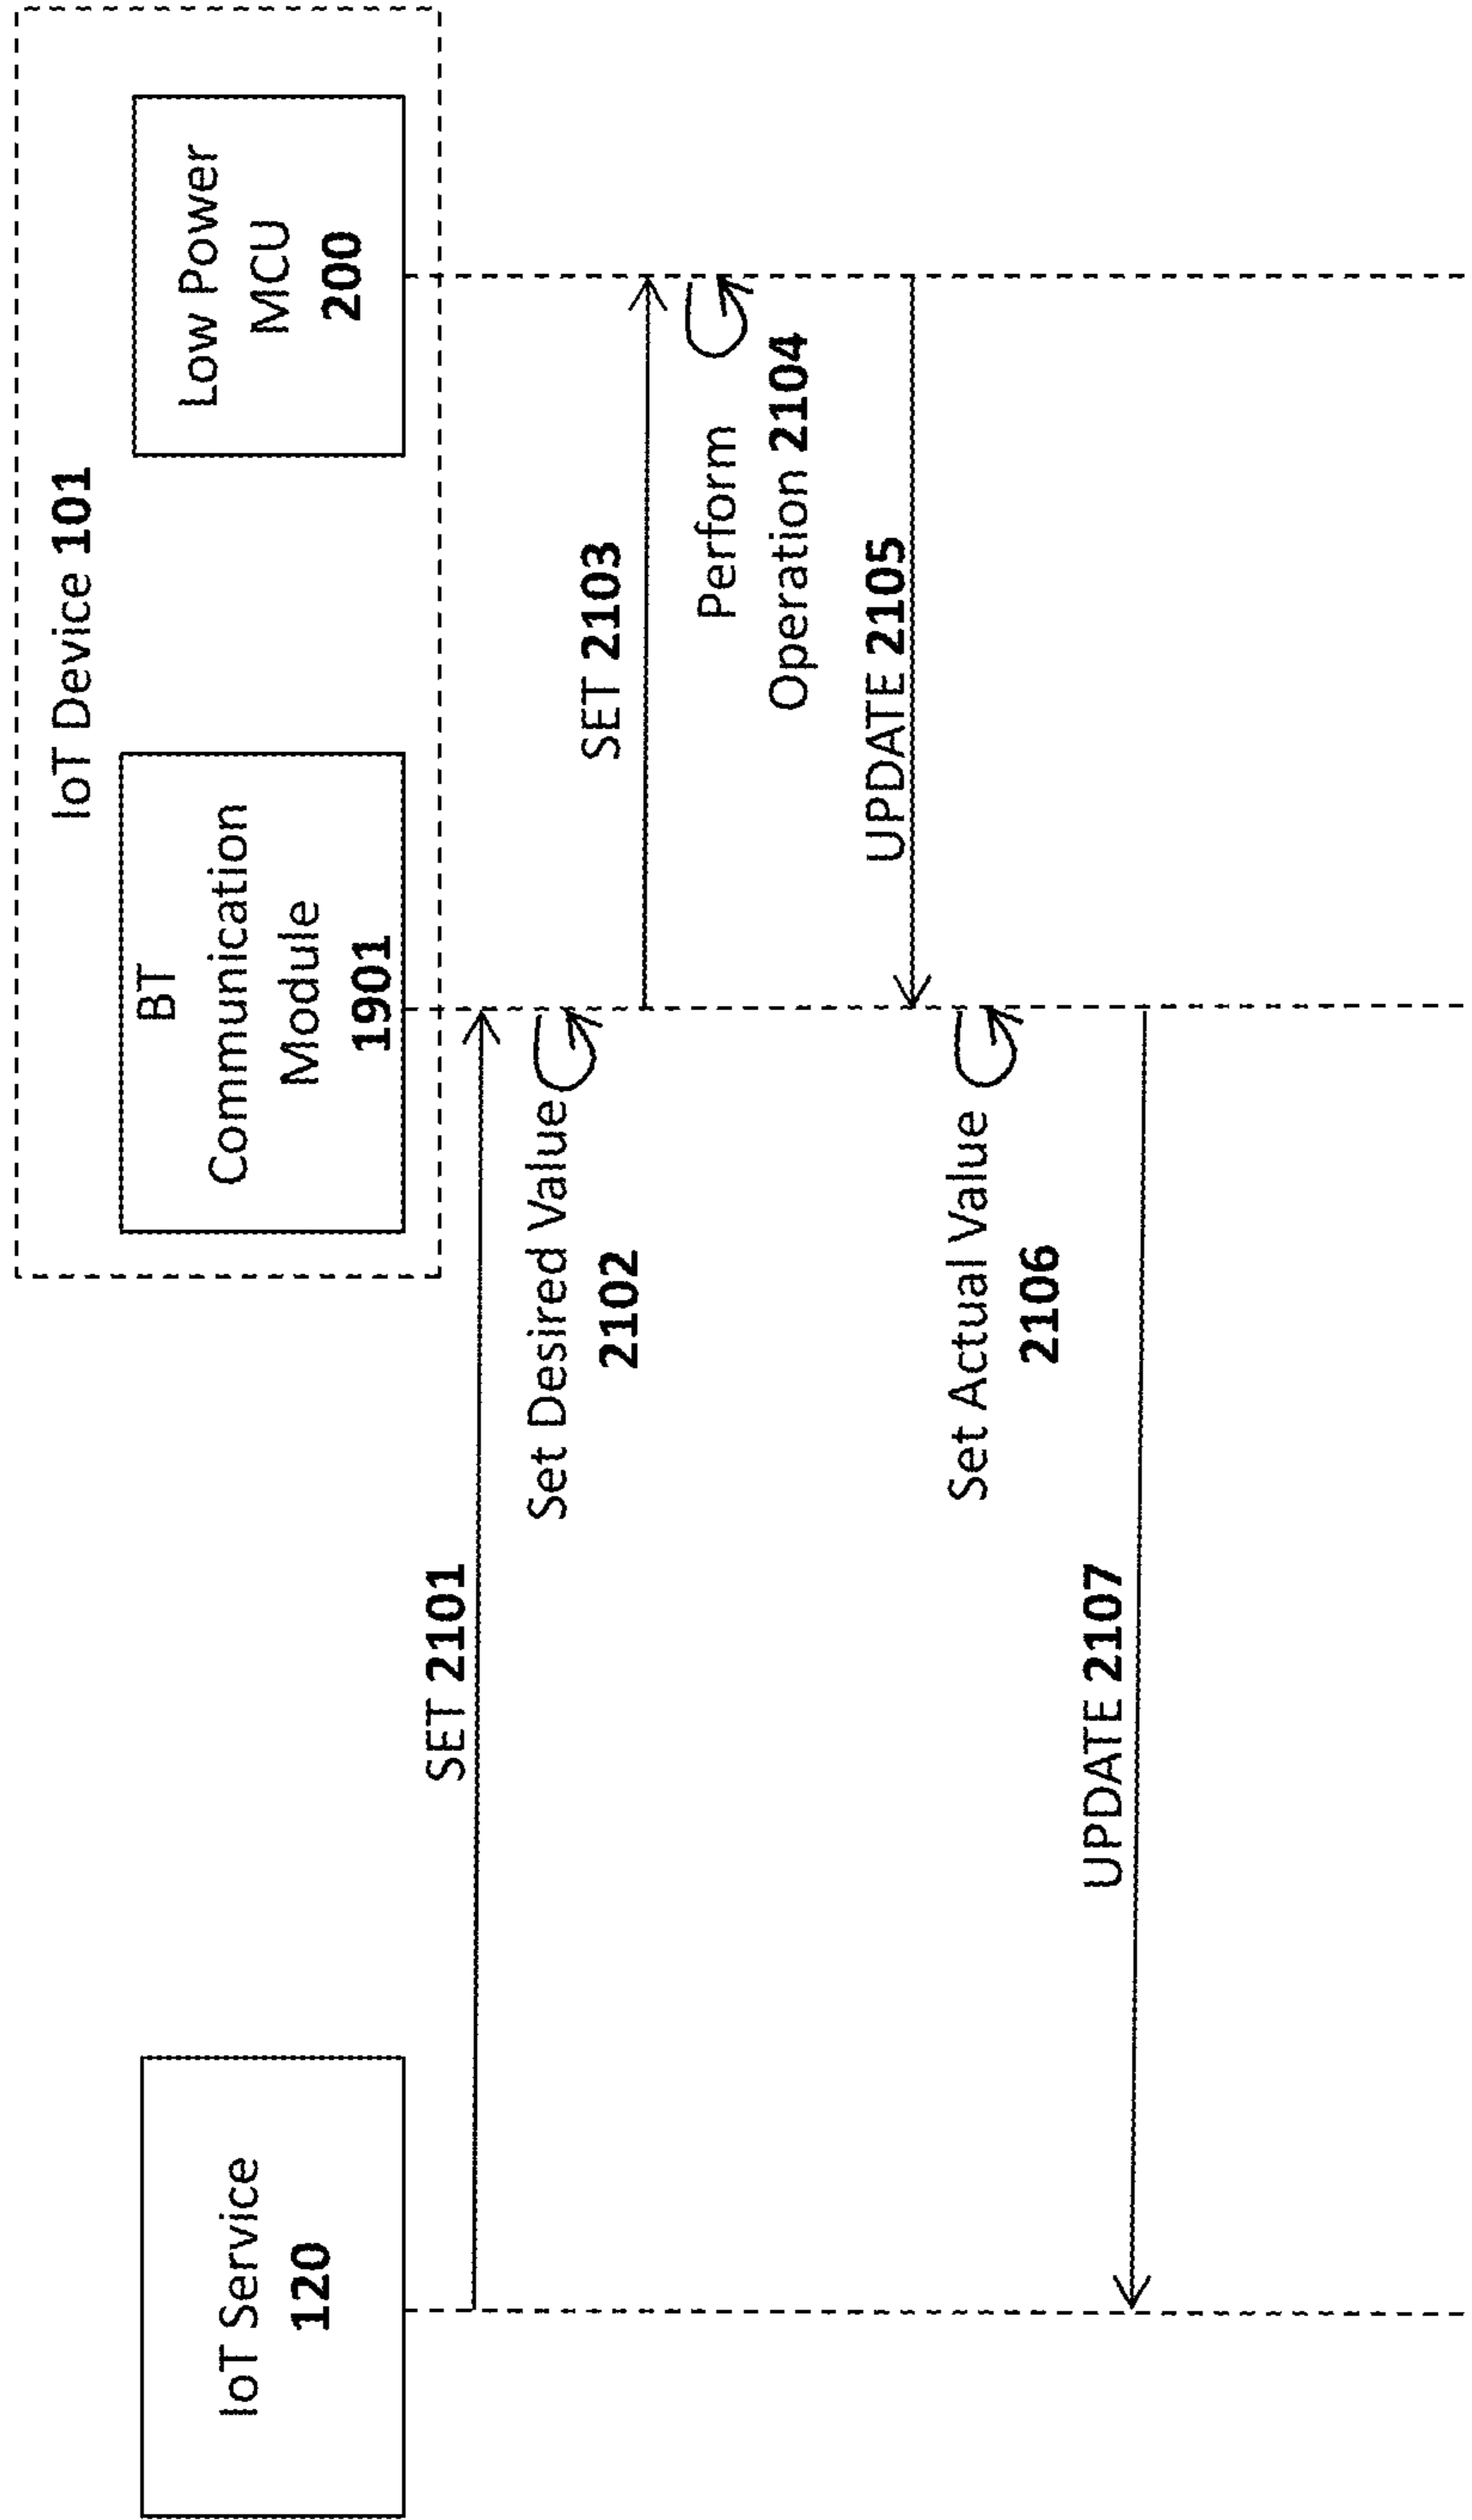 IoT Device 101
IoT Service
120
BT
Communication
Module
1901
Low Power
MCU
200
SET 2101
Set Desired Value
2102
SET 2103
Perform
Operation 2104
UPDATE 2105
Set Actual Value
2106
UPDATE 2107